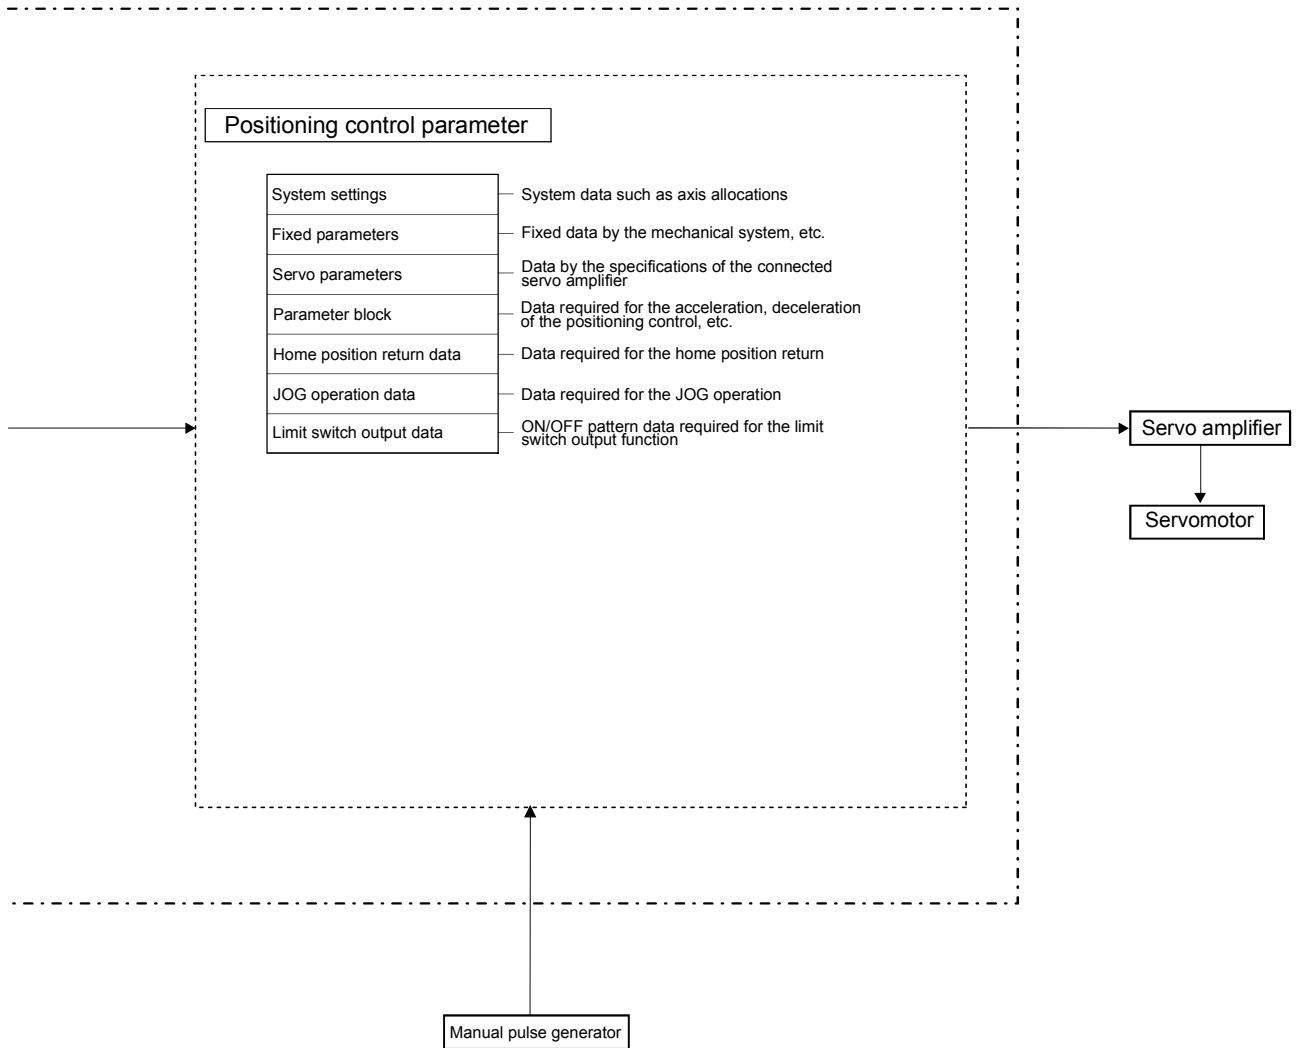 Positioning control parameter
System settings
System data such as axis allocations
Fixed parameters
Fixed data by the mechanical system, etc.
Servo parameters
Data by the specifications of the connected
servo amplifier
Parameter block
Data required for the acceleration, deceleration
of the positioning control, etc.
Home position return data
Data required for the home position return
JOG operation data
Data required for the JOG operation
Limit switch output data
ON/OFF pattern data required for the limit
switch output function
Servo amplifier
Servomotor
Manual pulse generator